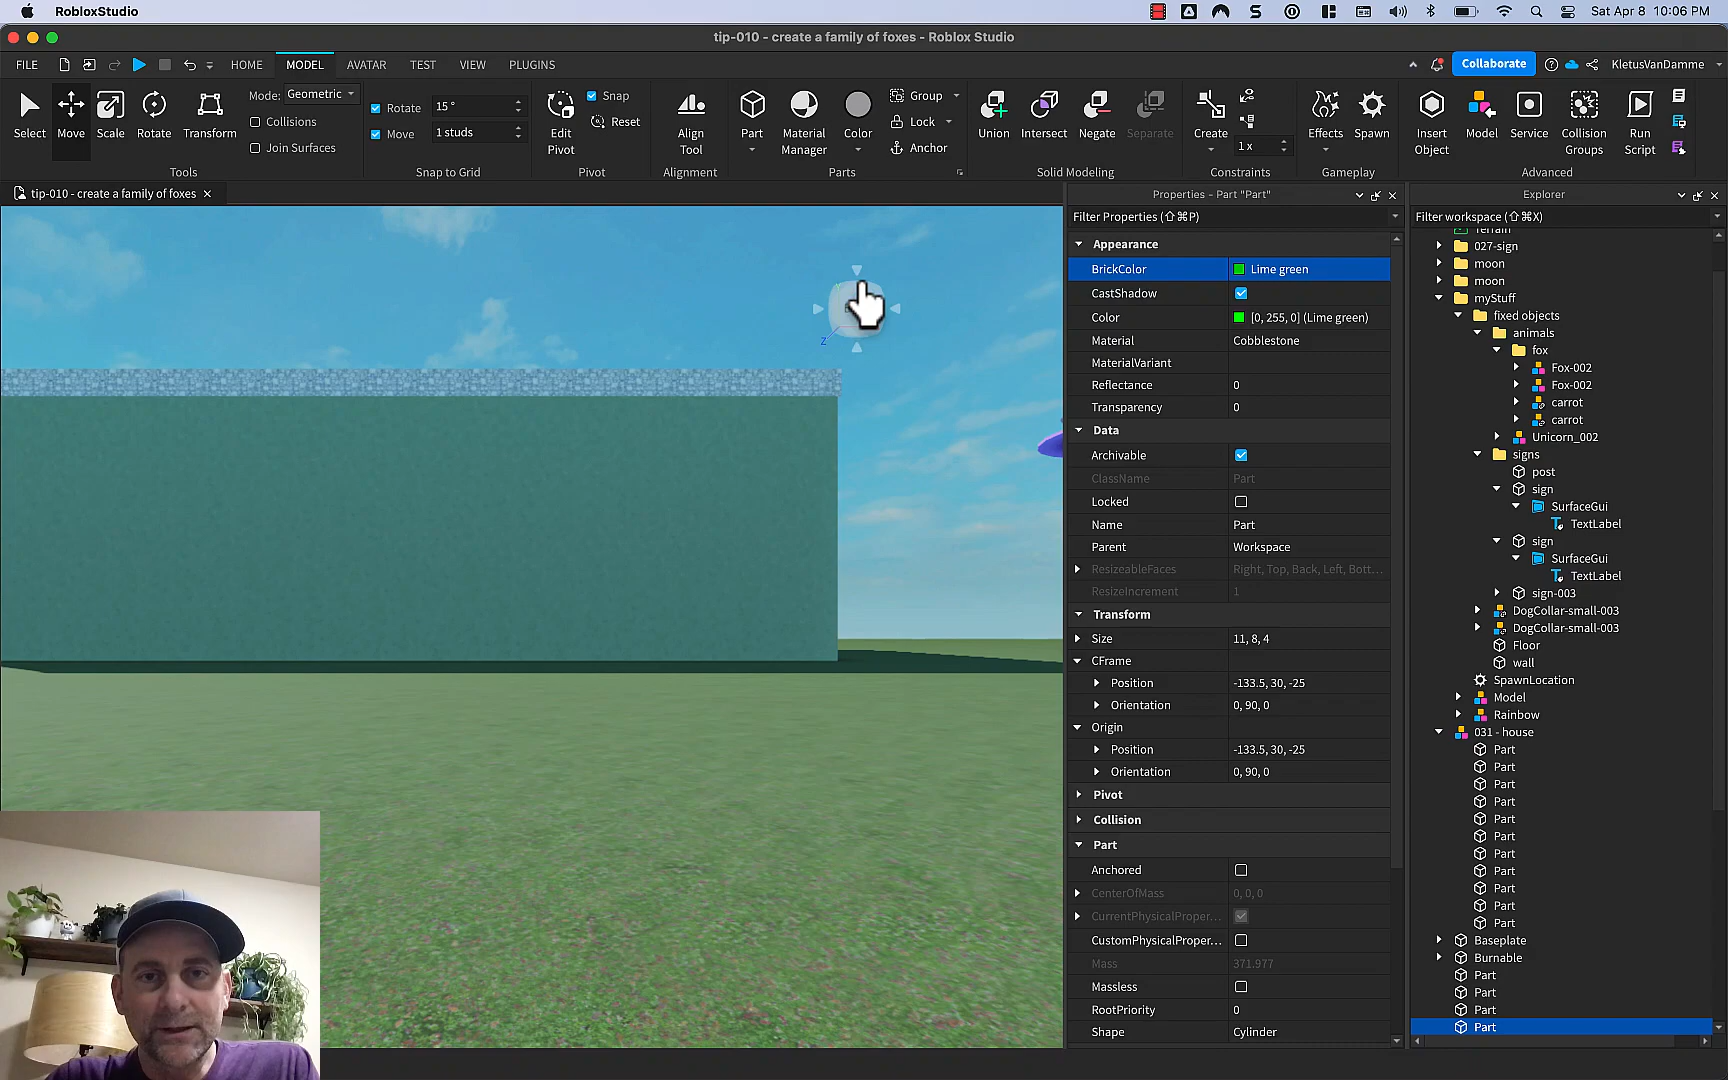 RobloxStudio
Sat Apr 8 10:06 PM
tip-010 - create a family of foxes - Roblox Studio
FILE HOME MODEL AVATAR TEST VIEW PLUGINS Collaborate KletusVanDamme
Select Move Scale Rotate Transform
Mode: Geometric
Collisions
Join Surfaces
Rotate 15 °
Move 1 studs
Edit Pivot
Snap
Reset
Align Tool
Part
Material Manager
Color
Group
Lock
Anchor
Union Intersect Negate Separate
Create
1 x
Effects Spawn
Insert Object
Model Service
Collision Groups
Run Script
Tools Snap to Grid Pivot Alignment Parts Solid Modeling Constraints Gameplay Advanced
tip-010 - create a family of foxes
z
Properties - Part "Part"
Filter Properties (⇧⌘P)
Appearance
BrickColor Lime green
CastShadow
Color [0, 255, 0] (Lime green)
Material Cobblestone
MaterialVariant
Reflectance 0
Transparency 0
Data
Archivable
ClassName Part
Locked
Name Part
Parent Workspace
ResizeableFaces Right, Top, Back, Left, Bott...
ResizeIncrement 1
Transform
Size 11, 8, 4
CFrame
Position -133.5, 30, -25
Orientation 0, 90, 0
Origin
Position -133.5, 30, -25
Orientation 0, 90, 0
Pivot
Collision
Part
Anchored
CenterOfMass 0, 0, 0
CurrentPhysicalProper...
CustomPhysicalProper...
Mass 371.977
Massless
RootPriority 0
Shape Cylinder
Explorer
Filter workspace (⇧⌘X)
Terrain
027-sign
moon
moon
myStuff
fixed objects
animals
fox
Fox-002
Fox-002
carrot
carrot
Unicorn_002
signs
post
sign
SurfaceGui
TextLabel
sign
SurfaceGui
TextLabel
sign-003
DogCollar-small-003
DogCollar-small-003
Floor
wall
SpawnLocation
Model
Rainbow
031 - house
Part
Part
Part
Part
Part
Part
Part
Part
Part
Part
Part
Baseplate
Burnable
Part
Part
Part
Part